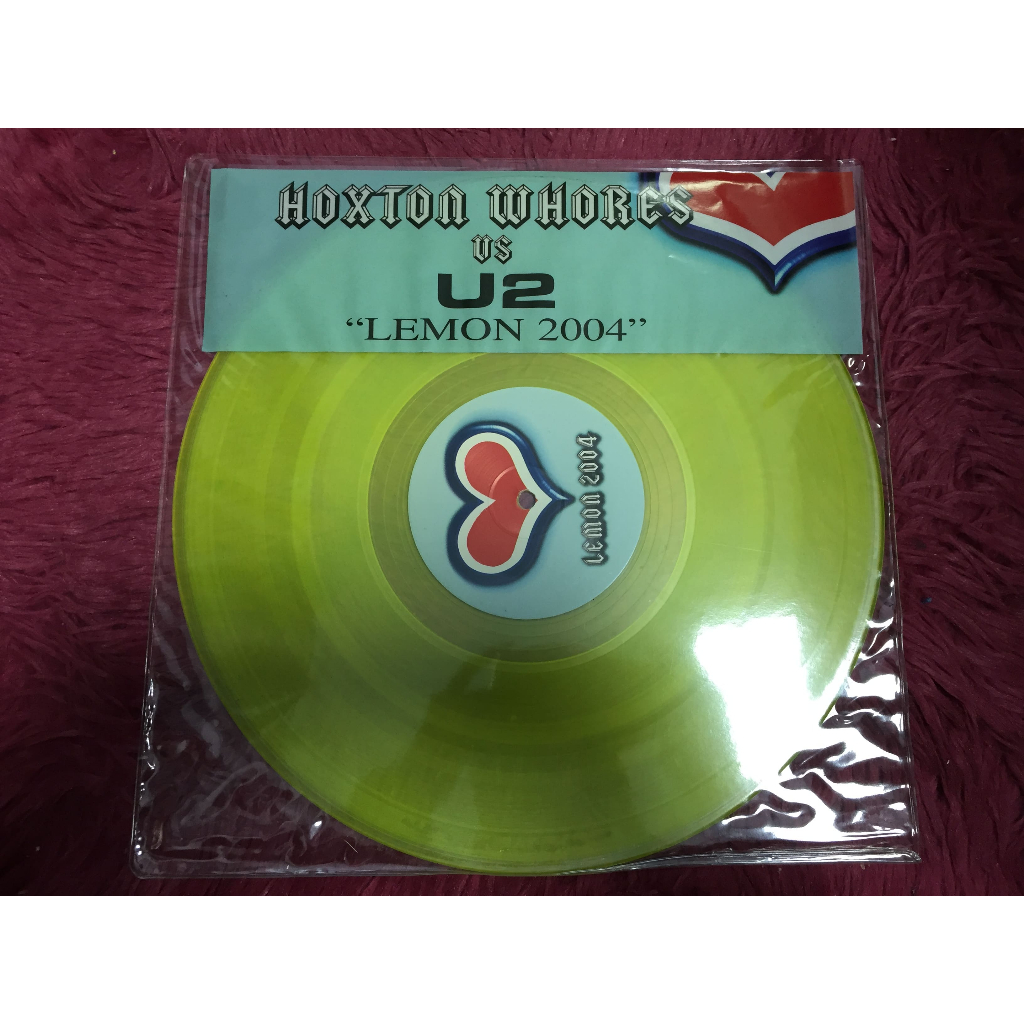 HOXTON WHORES
VS
U2
“LEMON 2004”
LEMON 2004